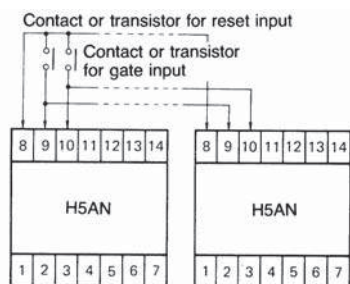 Contact or transistor for reset input
Contact or transistor
for gate input
8 9 10 11 12 13 14
8 9 10 11 12 13 14
H5AN
H5AN
1 2 3 4 5 6 7
1 2 3 4 5 6 7